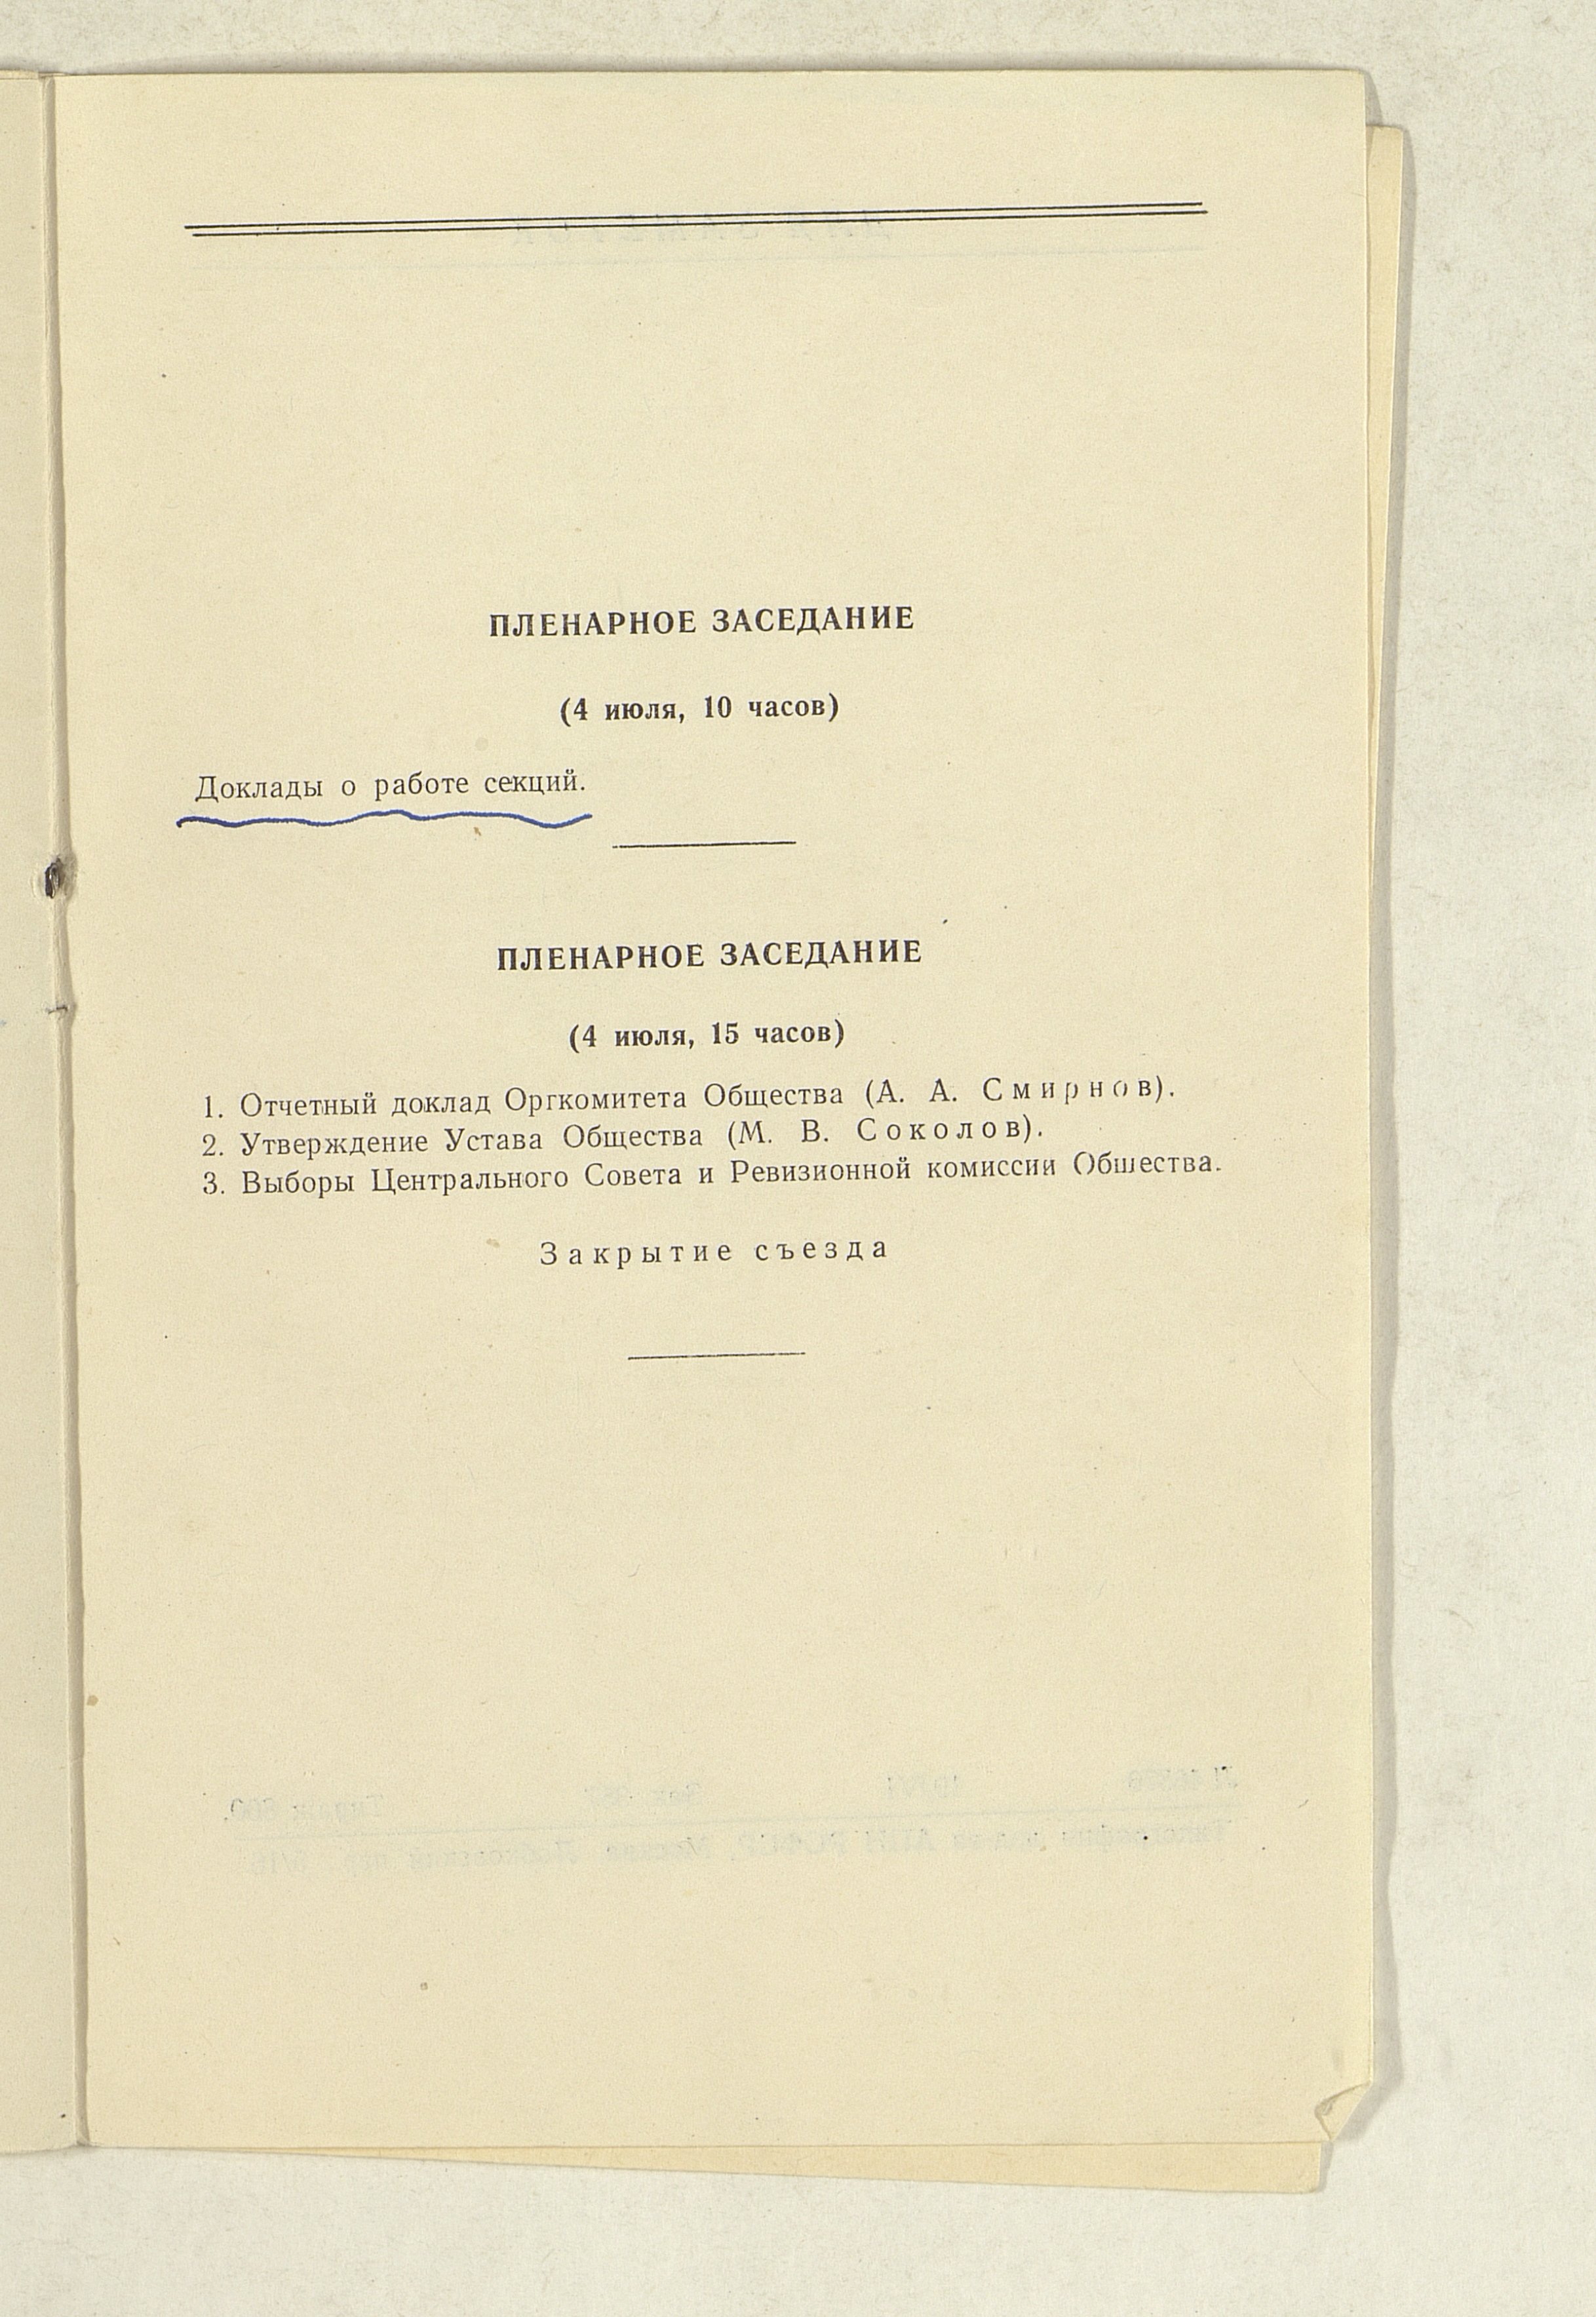 ПЛЕНАРНОЕ ЗАСЕДАНИЕ
(4 июля, 10 часов)
Доклады о работе секций.
ПЛЕНАРНОЕ ЗАСЕДАНИЕ
(4 июля, 15 часов)
1. Отчетный доклад Оргкомитета Общества (А. А. Смирнов).
2. Утверждение Устава Общества (М. В. Соколов).
3. Выборы Центрального Совета и Ревизионной комиссии Общества.
Закрытие съезда